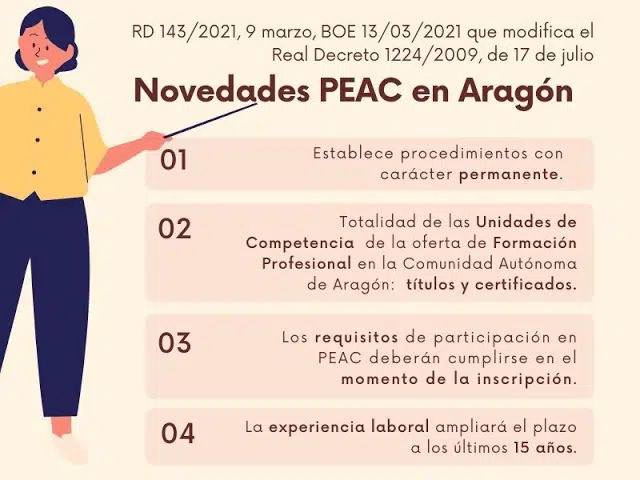 RD 143/2021, 9 marzo, BOE 13/03/2021 que modifica el
Real Decreto 1224/2009, de 17 de julio
Novedades PEAC en Aragón
01
Establece procedimientos con
carácter permanente.
02
Totalidad de las Unidades de
Competencia de la oferta de Formación
Profesional en la Comunidad Autónoma
de Aragón: títulos y certificados.
03
Los requisitos de participación en
PEAC deberán cumplirse en el
momento de la inscripción.
04
La experiencia laboral ampliará el plazo
a los últimos 15 años.